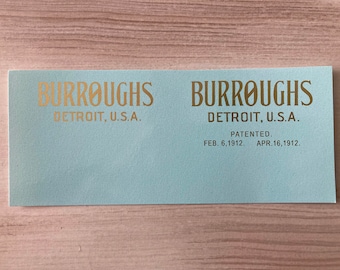 BURROUGHS
DETROIT, U.S.A.
BURROUGHS
DETROIT, U.S.A.
PATENTED.
FEB. 6,1912. APR.16,1912.